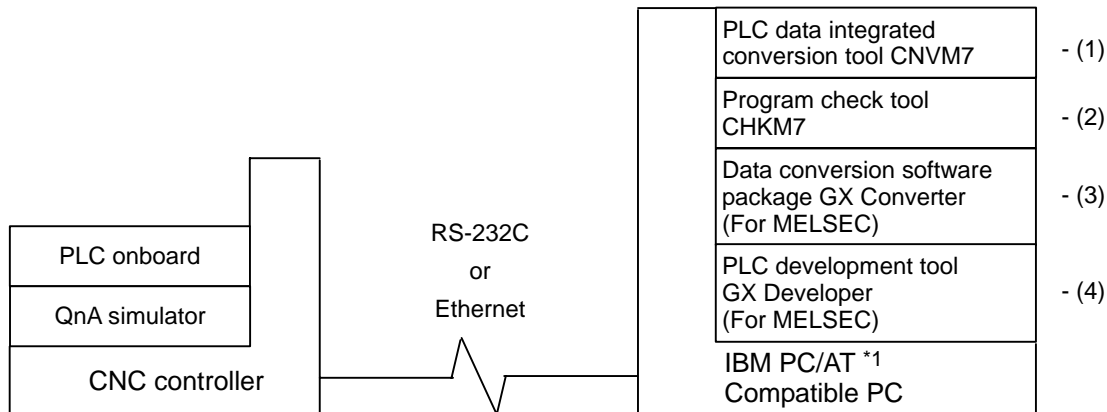 PLC onboard
QnA simulator
CNC controller
RS-232C
or
Ethernet
PLC data integrated
conversion tool CNVM7
- (1)
Program check tool
CHKM7
- (2)
Data conversion software
package GX Converter
(For MELSEC)
- (3)
PLC development tool
GX Developer
(For MELSEC)
- (4)
IBM PC/AT *1
Compatible PC